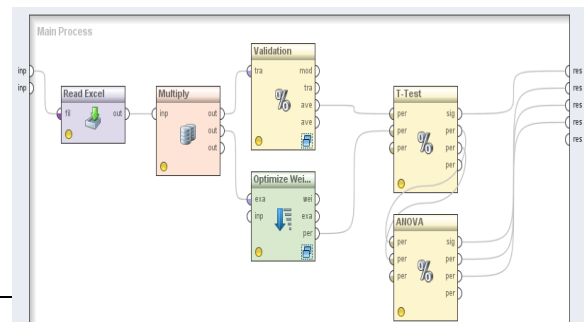 Main Process
inp
inp
Read Excel
fil
out
Multiply
inp
out
out
out
Validation
tra
mod
tra
ave
ave
Optimize Wei...
exa
inp
wei
exa
per
T-Test
per
per
per
sig
per
per
per
ANOVA
per
per
per
sig
per
per
per
res
res
res
res
res